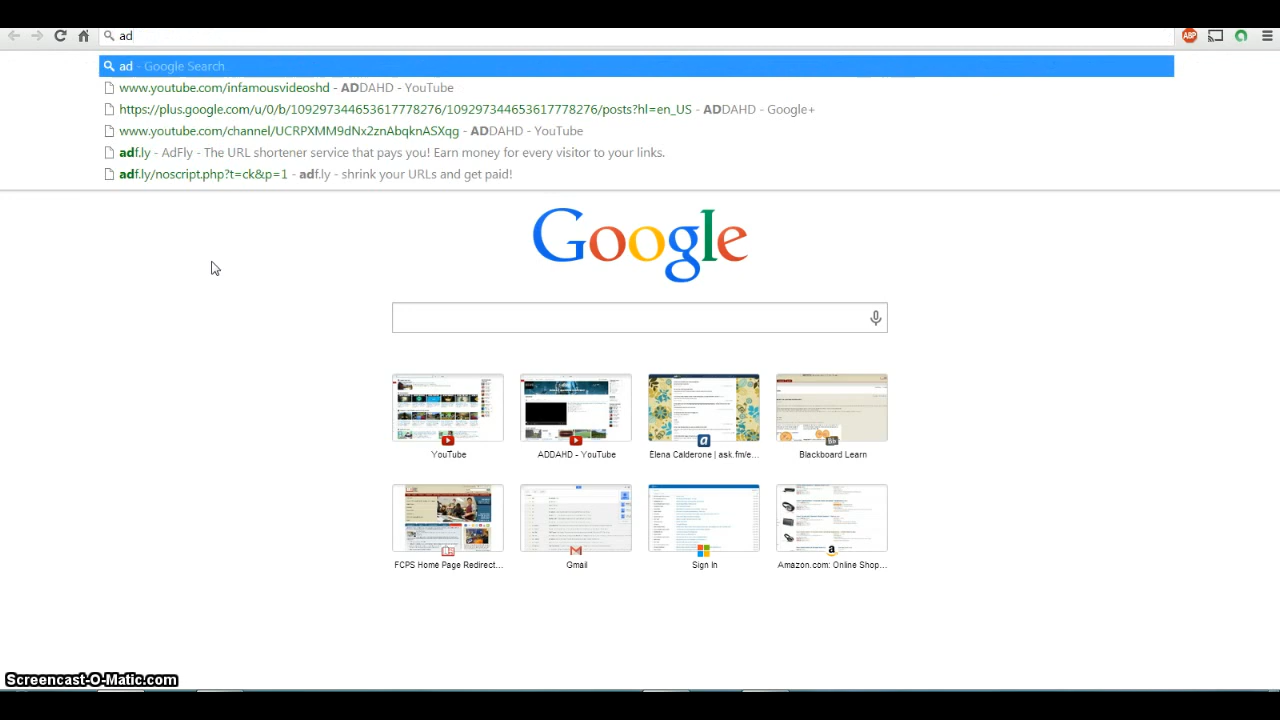 ad
ABP
ad - Google Search
www.youtube.com/infamousvideoshd - ADDAHD - YouTube
https://plus.google.com/u/0/b/109297344653617778276/109297344653617778276/posts?hl=en_US - ADDAHD - Google+
www.youtube.com/channel/UCRPXMM9dNx2znAbqknASXqg - ADDAHD - YouTube
adf.ly - AdFly - The URL shortener service that pays you! Earn money for every visitor to your links.
adf.ly/noscript.php?t=ck&p=1 - adf.ly - shrink your URLs and get paid!
Google
YouTube
ADDAHD - YouTube
Elena Calderone | ask.fm/e...
Blackboard Learn
FCPS Home Page Redirect...
Gmail
Sign In
Amazon.com: Online Shop...
Screencast-O-Matic.com